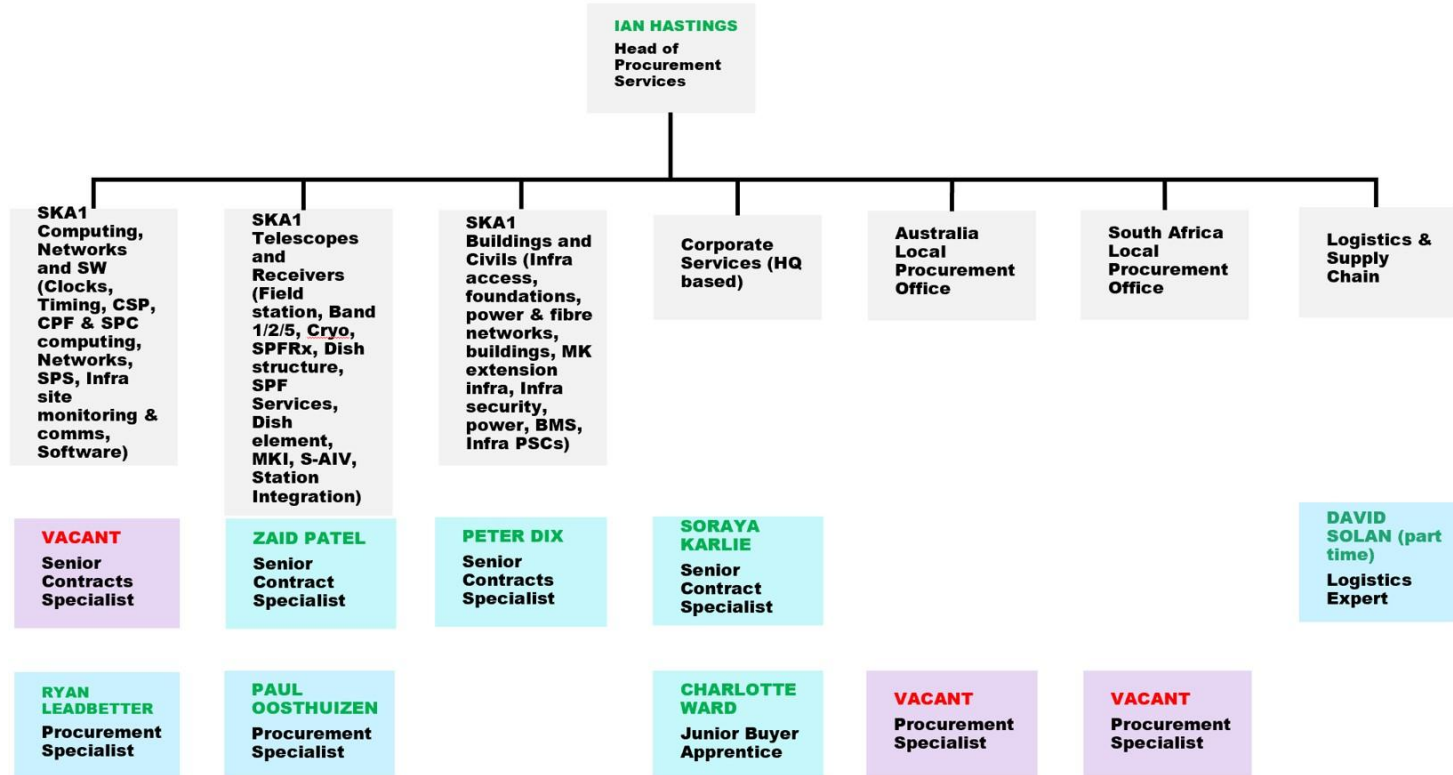 IAN HASTINGS
Head of
Procurement
Services
SKA1
Computing,
Networks
and SW
(Clocks,
Timing, CSP,
CPF & SPC
computing,
Networks,
SPS, Infra
site
monitoring &
comms,
Software)
SKA1
Telescopes
and
Receivers
(Field
station, Band
1/2/5, Cryo,
SPFRx, Dish
structure,
SPF
Services,
Dish
element,
MKI, S-AIV,
Station
Integration)
SKA1
Buildings and
Civils (Infra
access,
foundations,
power & fibre
networks,
buildings, MK
extension
infra, Infra
security,
power, BMS,
Infra PSCs)
Corporate
Services (HQ
based)
Australia
Local
Procurement
Office
South Africa
Local
Procurement
Office
Logistics &
Supply
Chain
VACANT
Senior
Contracts
Specialist
ZAID PATEL
Senior
Contract
Specialist
PETER DIX
Senior
Contracts
Specialist
SORAYA
KARLIE
Senior
Contract
Specialist
DAVID
SOLAN (part
time)
Logistics
Expert
RYAN
LEADBETTER
Procurement
Specialist
PAUL
OOSTHUIZEN
Procurement
Specialist
CHARLOTTE
WARD
Junior Buyer
Apprentice
VACANT
Procurement
Specialist
VACANT
Procurement
Specialist